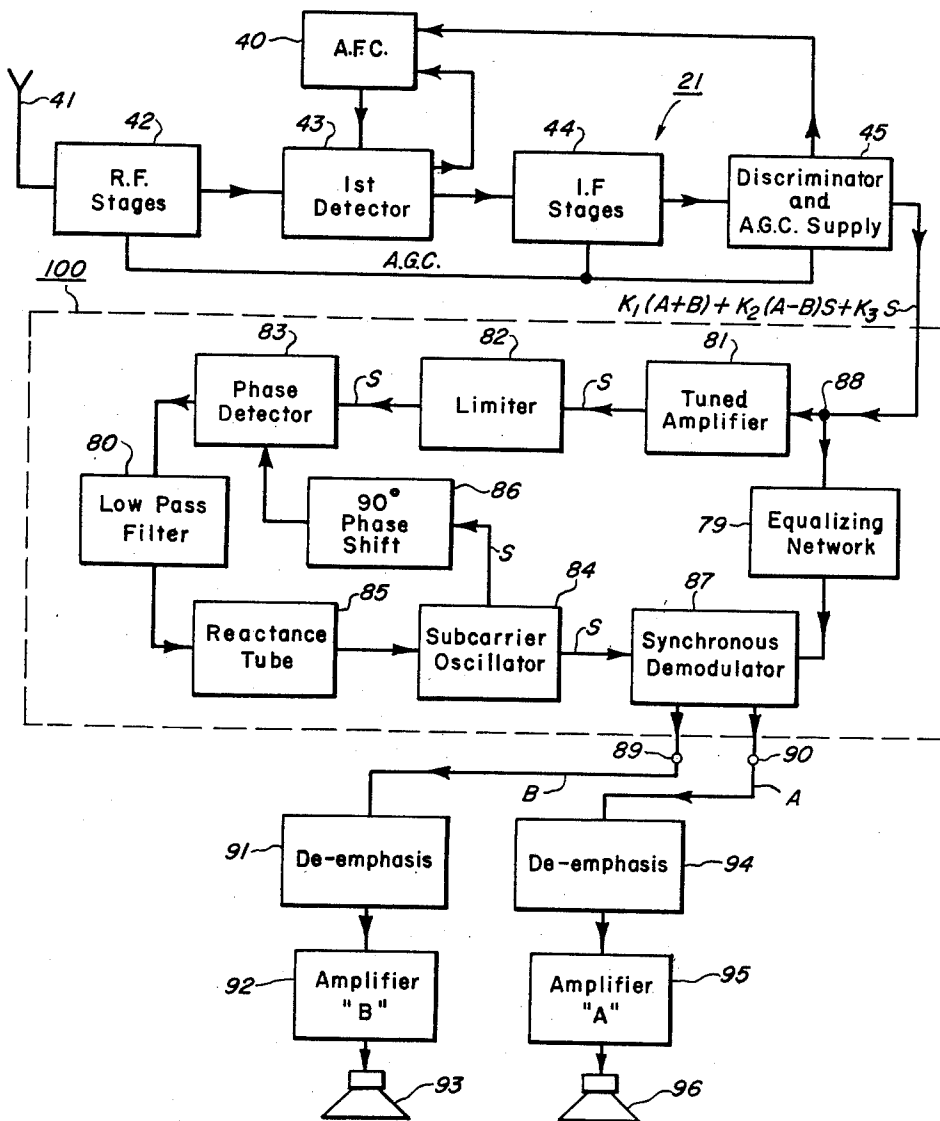 40
A.F.C.
41
42
43
44
21
45
R.F.
Stages
1st
Detector
I.F
Stages
Discriminator
and
A.G.C. Supply
A.G.C.
100
K1(A+B)+K2(A-B)S+K3 S
83
82
81
88
Phase
Detector
S
Limiter
S
Tuned
Amplifier
80
Low Pass
Filter
86
90°
Phase
Shift
S
79
Equalizing
Network
85
Reactance
Tube
84
Subcarrier
Oscillator
S
87
Synchronous
Demodulator
89
90
B
A
91
De-emphasis
De-emphasis
94
92
Amplifier
"B"
Amplifier
"A"
95
93
96